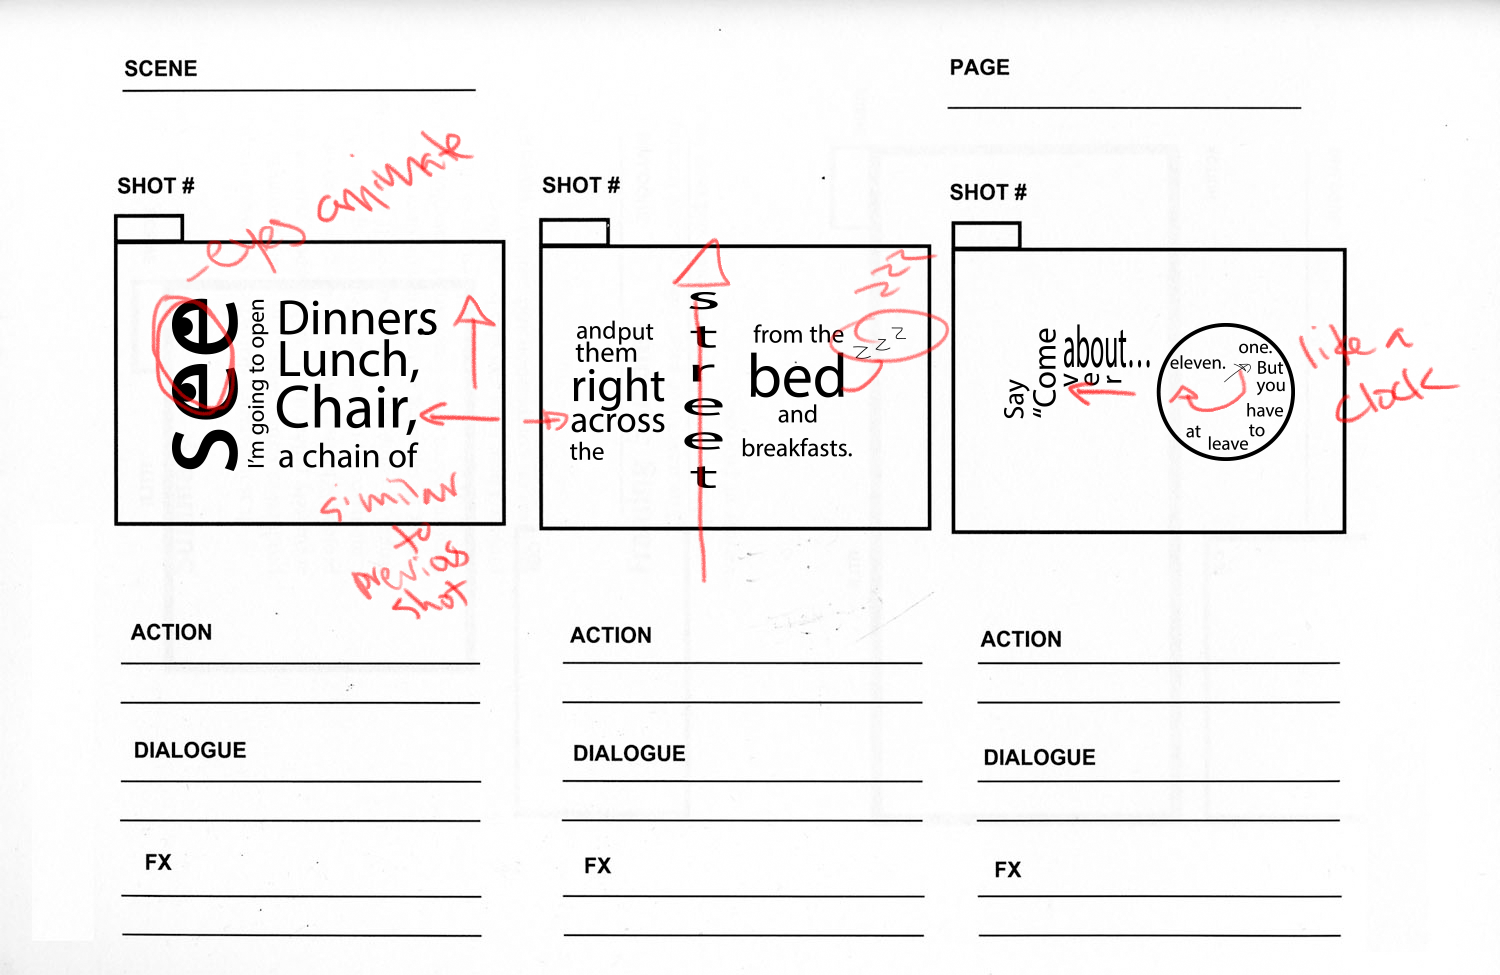 SCENE
PAGE
SHOT #
SHOT #
SHOT #
-eyes animate
see
I'm going to open
Dinners
Lunch,
Chair,
a chain of
similar
to
previos
shot
andput
them
right
across
the
street
from the
bed
zzz
zzz
and
breakfasts.
Say
"Come
over
about...
one.
But
you
have
to
leave
at
eleven.
like a
clock
ACTION
ACTION
ACTION
DIALOGUE
DIALOGUE
DIALOGUE
FX
FX
FX